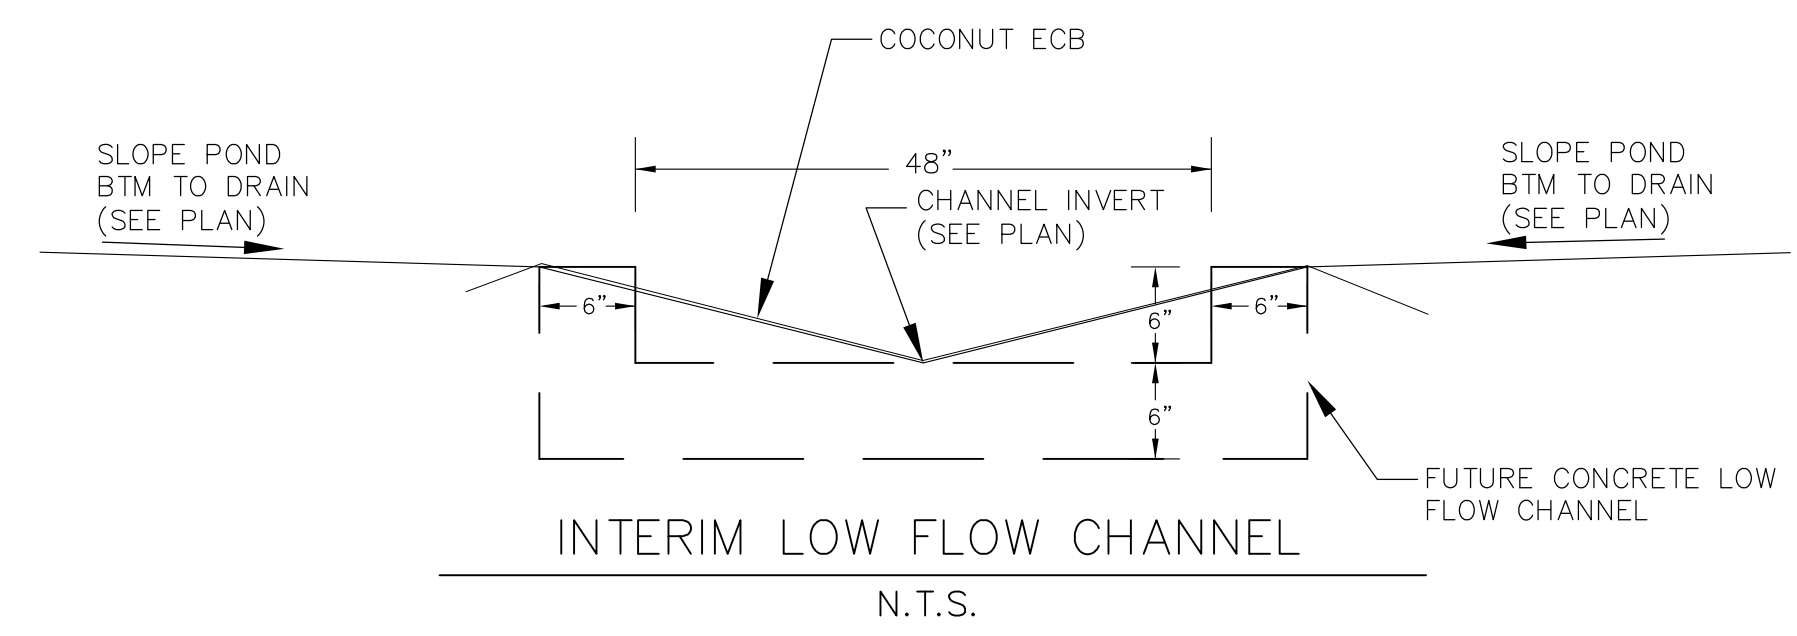 COCONUT ECB
SLOPE POND
BTM TO DRAIN
(SEE PLAN)
48”
CHANNEL INVERT
(SEE PLAN)
SLOPE POND
BTM TO DRAIN
(SEE PLAN)
6”
6”
6”
6”
FUTURE CONCRETE LOW
FLOW CHANNEL
INTERIM LOW FLOW CHANNEL
N.T.S.